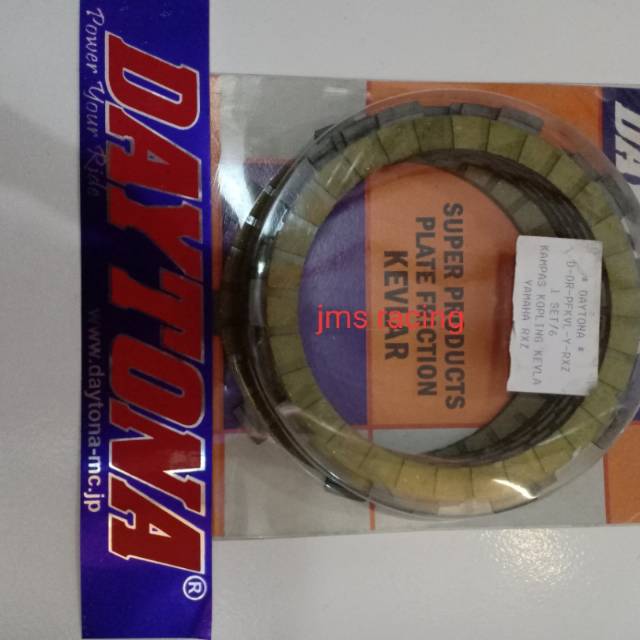 Power Your Ride
DAYTONA®
www.daytona-mc.jp
DA
SUPER PRODUCTS
PLATE FRICTION
KEVLAR
jms racing
* DAYTONA *
D-DR-PFKVL-Y-RXZ
KAMPAS KOPLING KEVLA
1 SET/6
YAMAHA RXZ